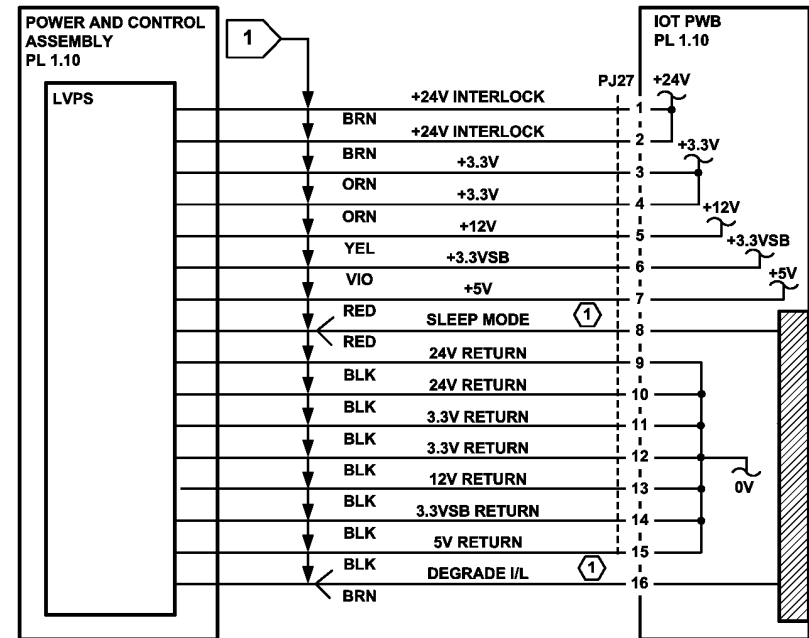 POWER AND CONTROL
ASSEMBLY
PL 1.10
LVPS
1
IOT PWB
PL 1.10
PJ27
+24V
+24V INTERLOCK
1
BRN
+24V INTERLOCK
2
BRN
+3.3V
+3.3V
3
ORN
+3.3V
4
ORN
+12V
+12V
5
YEL
+3.3VSB
+3.3VSB
6
VIO
+5V
+5V
7
RED
SLEEP MODE
1
8
RED
24V RETURN
9
BLK
24V RETURN
10
BLK
3.3V RETURN
11
BLK
3.3V RETURN
12
BLK
0V
12V RETURN
13
BLK
3.3VSB RETURN
14
BLK
5V RETURN
15
BLK
DEGRADE I/L
1
16
BRN